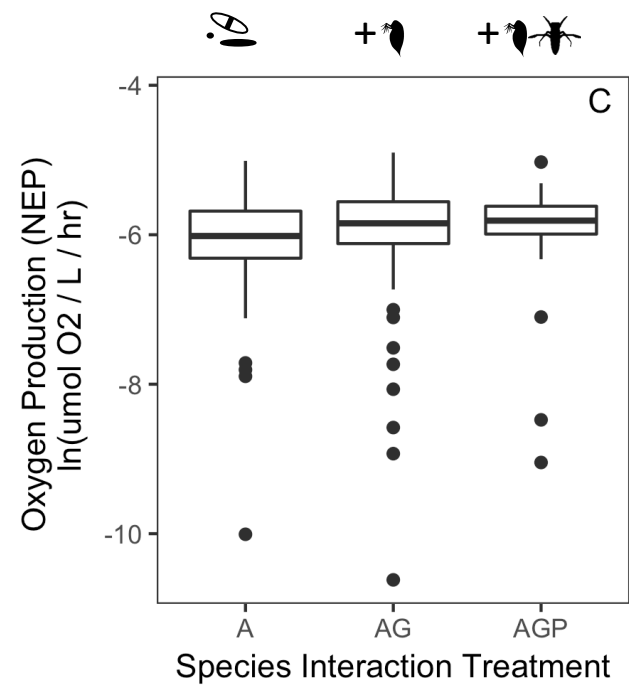 + +
C
Oxygen Production (NEP)
ln(umol O2 / L / hr)
-4
-6
-8
-10
A AG AGP
Species Interaction Treatment